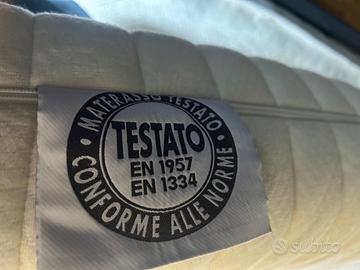 MATERASSO TESTATO
TESTATO
EN 1957
EN 1334
CONFORME ALLE NORME
subito